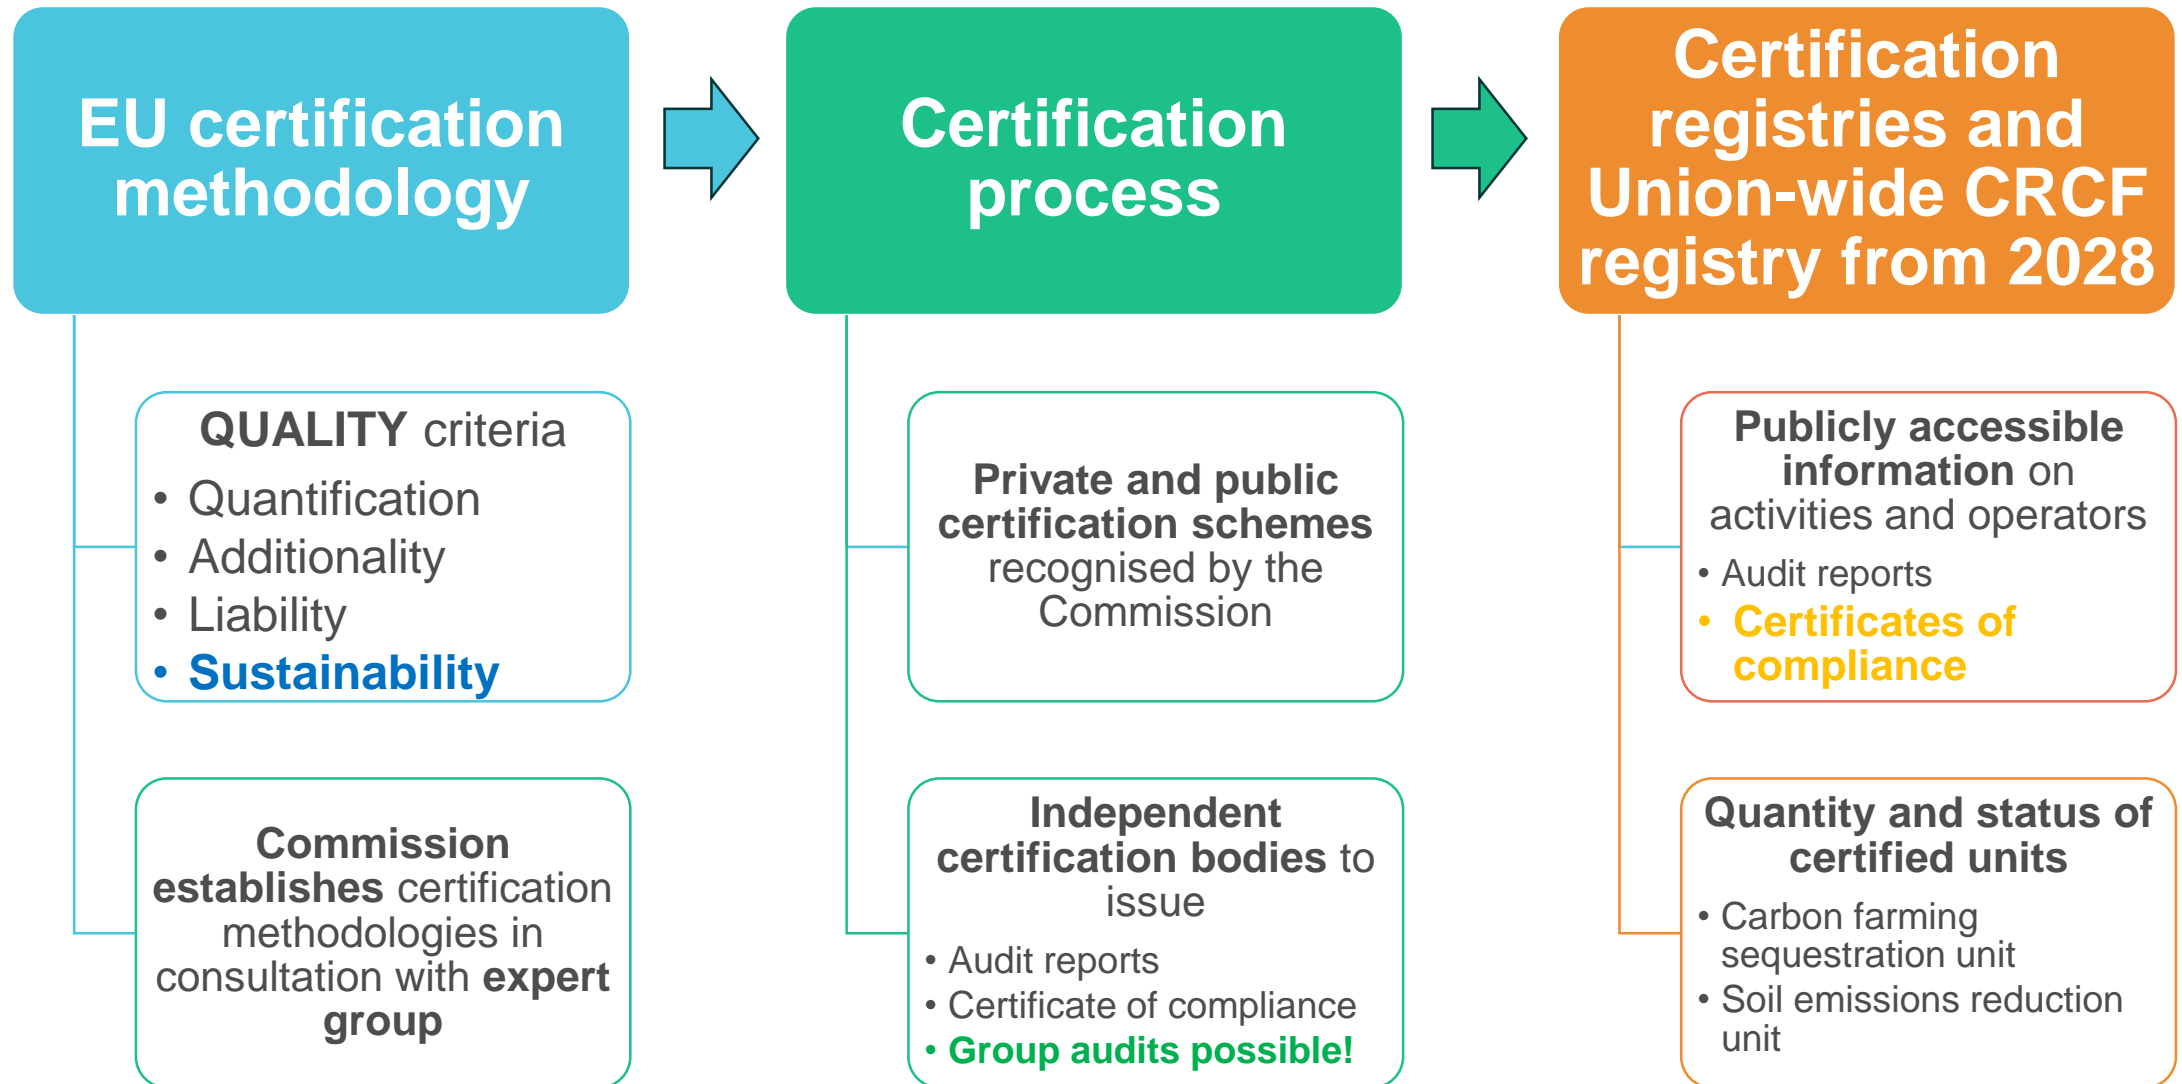 EU certification
methodology
QUALITY criteria
• Quantification
• Additionality
• Liability
• Sustainability
Commission
establishes certification
methodologies in
consultation with expert
group
Certification
process
Private and public
certification schemes
recognised by the
Commission
Independent
certification bodies to
issue
• Audit reports
• Certificate of compliance
• Group audits possible!
Certification
registries and
Union-wide CRCF
registry from 2028
Publicly accessible
information on
activities and operators
• Audit reports
• Certificates of
compliance
Quantity and status of
certified units
• Carbon farming
sequestration unit
• Soil emissions reduction
unit